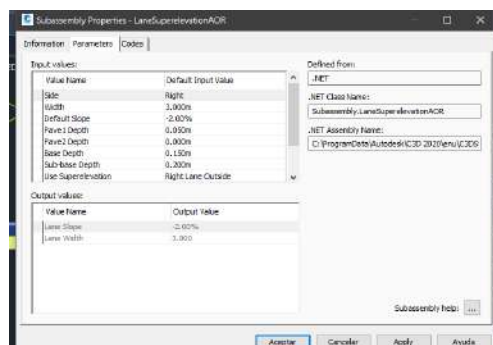 Subassembly Properties - LaneSuperelevationAOR
Information Parameters Codes
Input values:
Value Name Default Input Value
Side Right
Width 3.000m
Default Slope -2.00%
Pave1 Depth 0.050m
Pave2 Depth 0.000m
Base Depth 0.150m
Sub-base Depth 0.200m
Use Superelevation Right Lane Outside
Output values:
Value Name Output Value
Lane Slope -2.00%
Lane Width 3.000
Defined from:
.NET
.NET Class Name:
Subassembly.LaneSuperelevationAOR
.NET Assembly Name:
C:\ProgramData\Autodesk\C3D 2020\enu\C3DS
Subassembly help: ...
Aceptar Cancelar Apply Ayuda